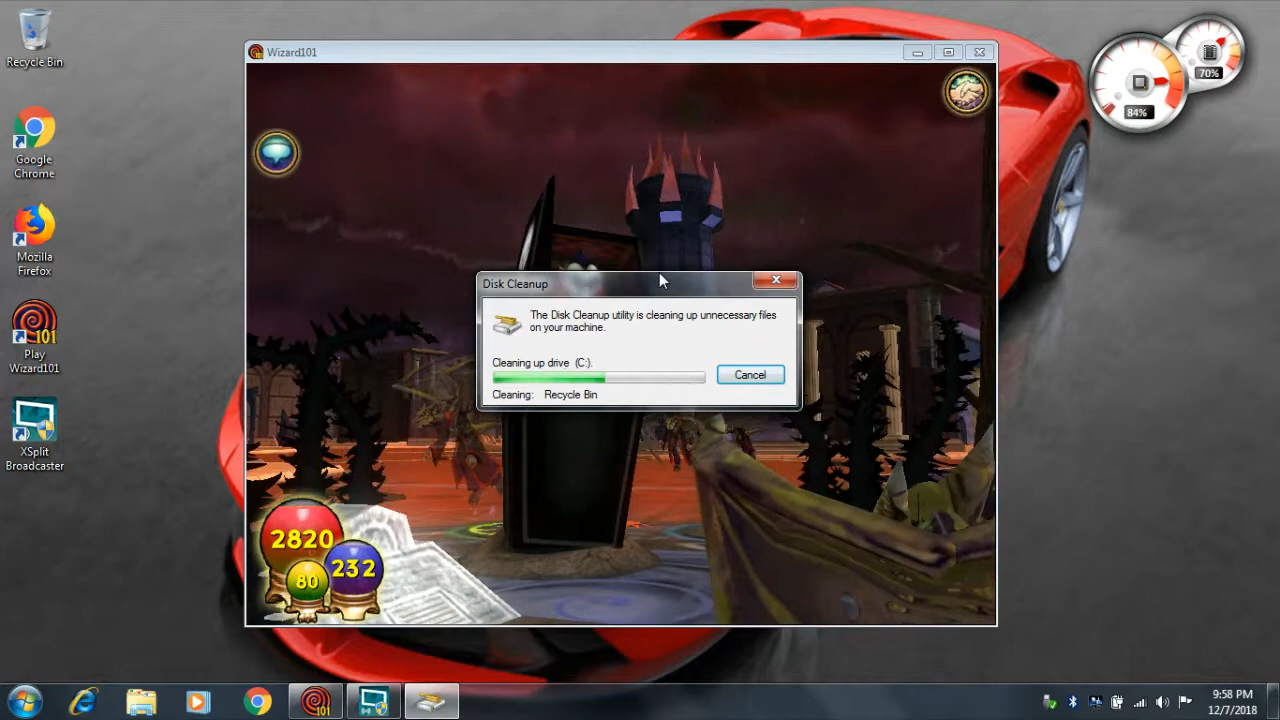 Recycle Bin
Google
Chrome
Mozilla
Firefox
101
Play
Wizard101
XSplit
Broadcaster
Wizard101
Disk Cleanup
The Disk Cleanup utility is cleaning up unnecessary files
on your machine.
Cleaning up drive (C:).
Cancel
Cleaning: Recycle Bin
2820
232
80
84%
70%
101
9:58 PM
12/7/2018